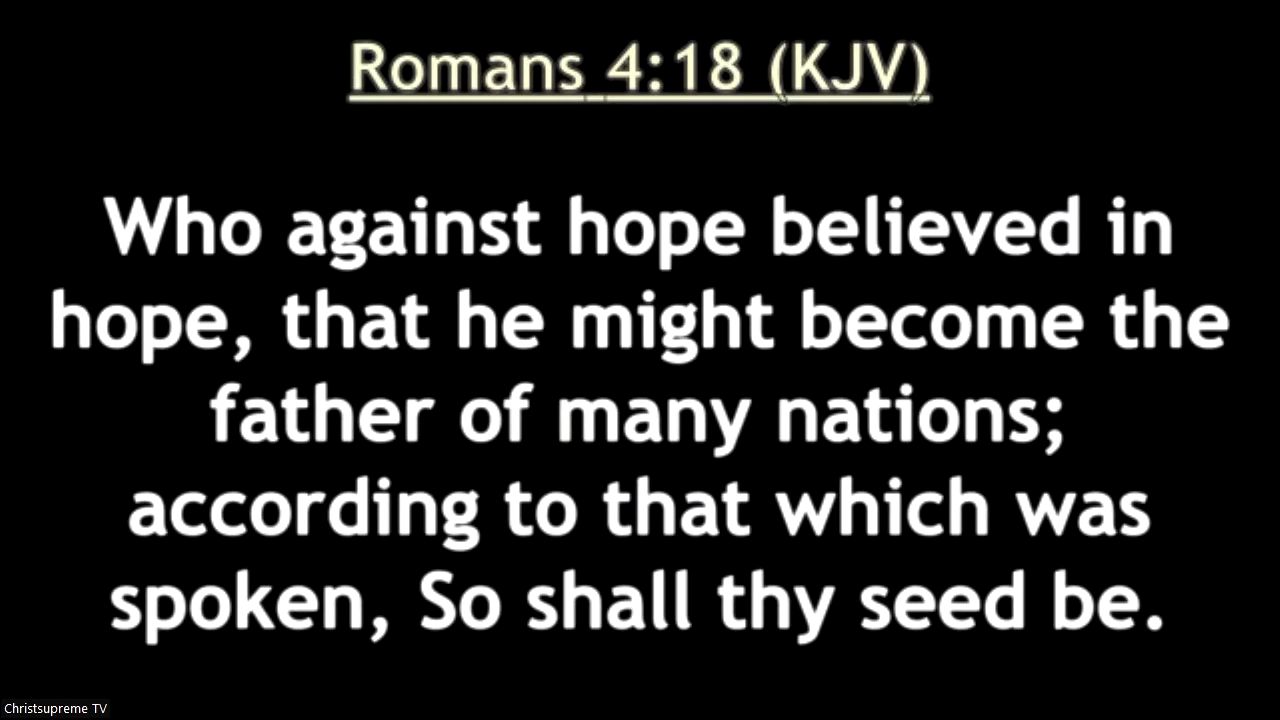 Romans 4:18 (KJV)
Who against hope believed in
hope, that he might become the
father of many nations;
according to that which was
spoken, So shall thy seed be.
Christsupreme TV